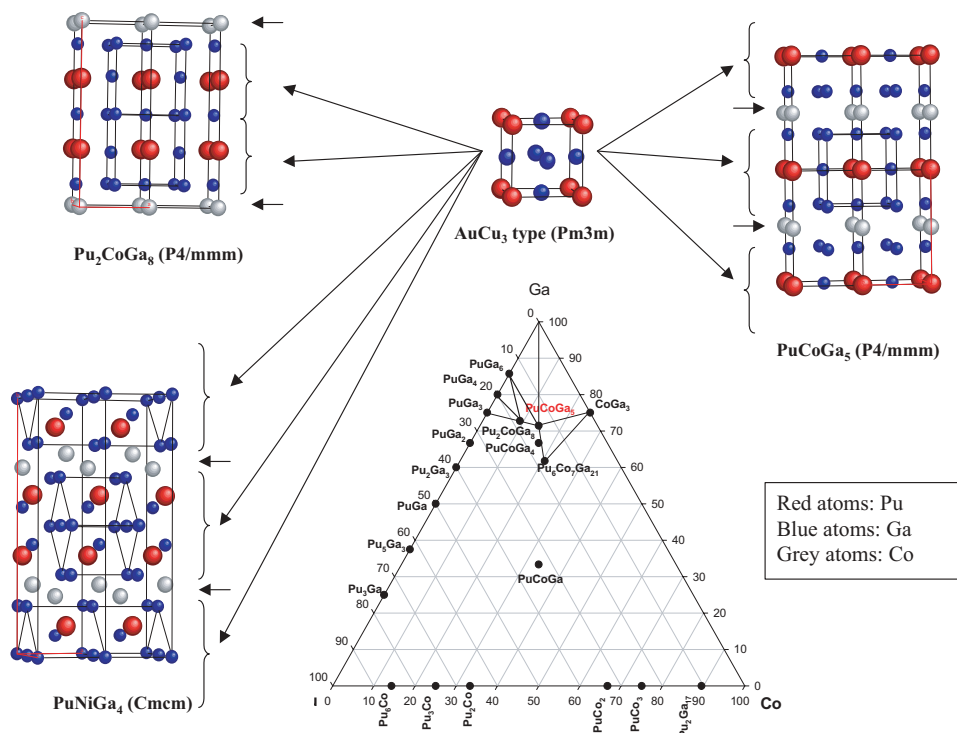 Pu₂CoGa₈ (P4/mmm)
AuCu₃ type (Pm3m)
PuCoGa₅ (P4/mmm)
PuNiGa₄ (Cmcm)
Red atoms: Pu
Blue atoms: Ga
Grey atoms: Co
Ga
0
100
10
90
PuGa₆
20
80
PuGa₄
PuCoGa₅
CoGa₃
PuGa₃
30
70
Pu₂CoGa₈
PuGa₂
PuCoGa₄
40
60
Pu₂Ga₃
Pu₆Co₇Ga₂₁
50
50
PuGa
60
40
Pu₅Ga₃
PuCoGa
70
30
Pu₃Ga
80
20
90
10
100
0
0 10 20 30 40 50 60 70 80 90 100
Co
Pu₆Co
Pu₃Co
Pu₂Co
PuCo₂
PuCo₃
Pu₂Ga₁₇